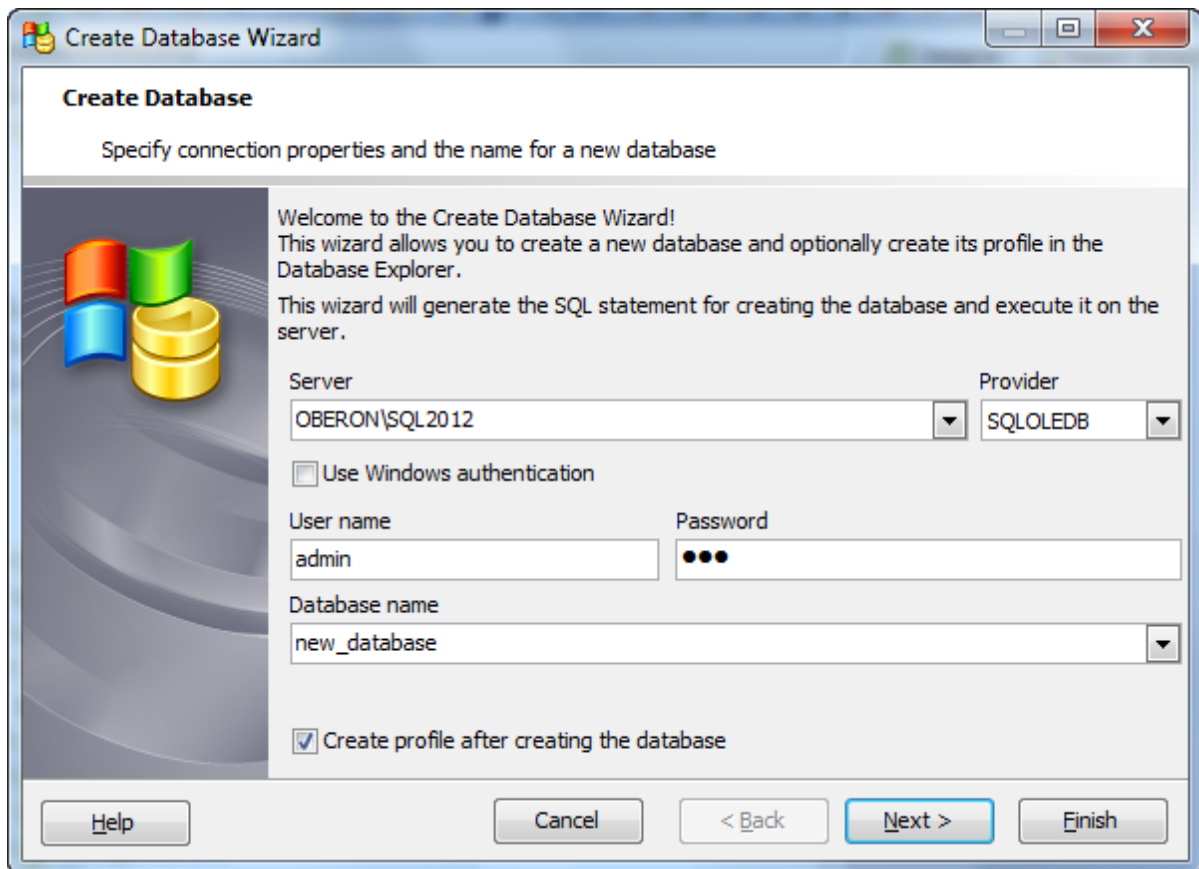 Create Database Wizard
Create Database
Specify connection properties and the name for a new database
Welcome to the Create Database Wizard!
This wizard allows you to create a new database and optionally create its profile in the
Database Explorer.
This wizard will generate the SQL statement for creating the database and execute it on the
server.
Server Provider
OBERON\SQL2012 SQLOLEDB
Use Windows authentication
User name Password
admin ●●●
Database name
new_database
Create profile after creating the database
Help Cancel < Back Next > Finish